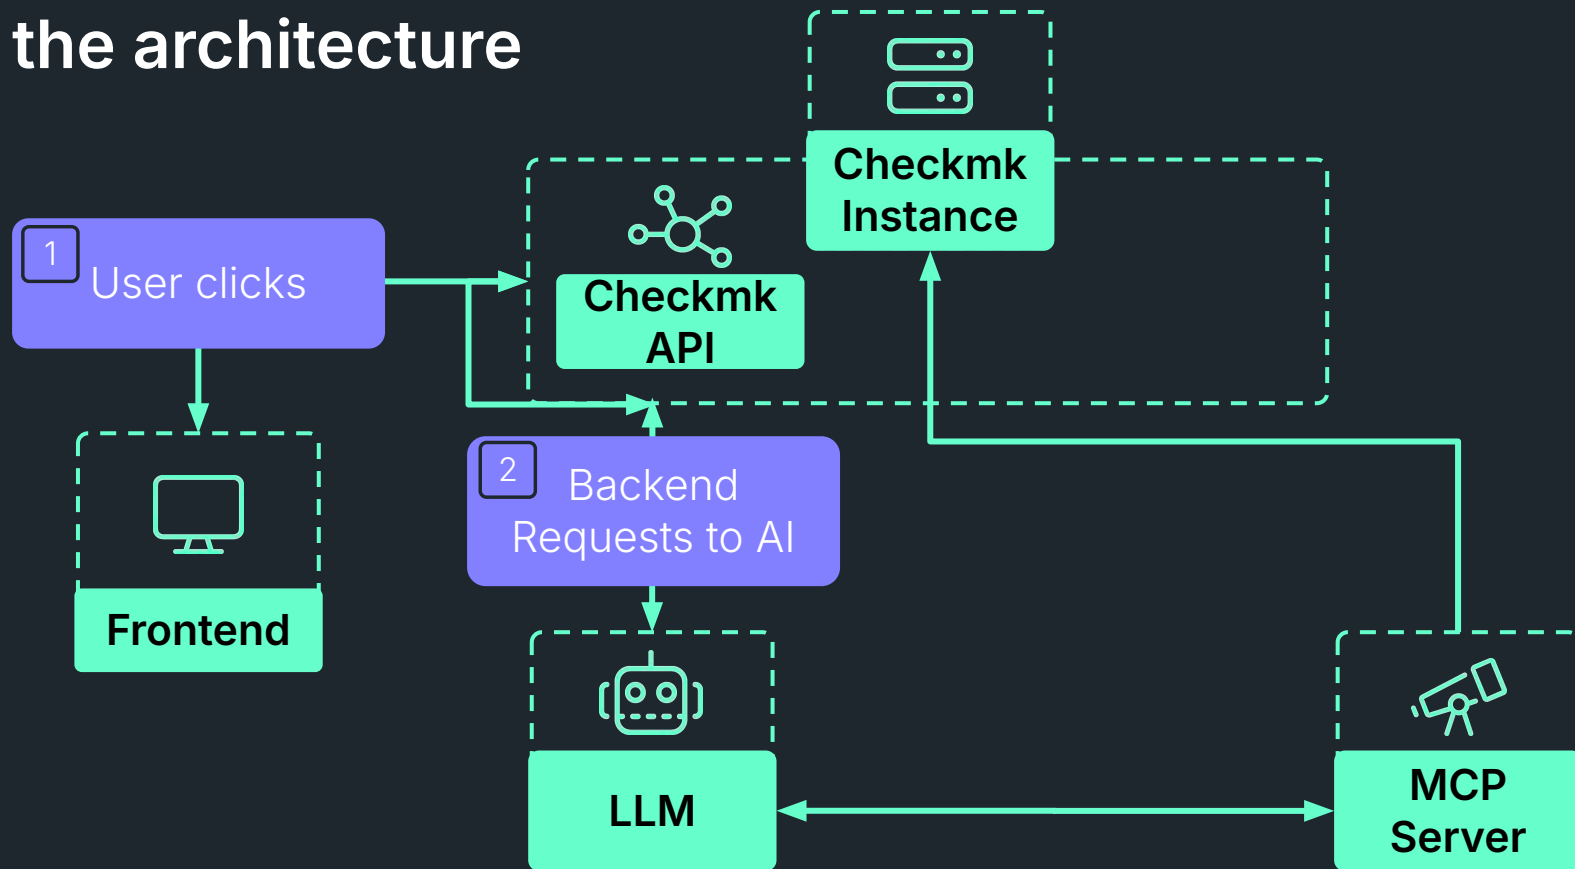 the architecture
Checkmk
Instance
1
User clicks
Checkmk
API
2
Backend
Requests to AI
Frontend
LLM
MCP
Server